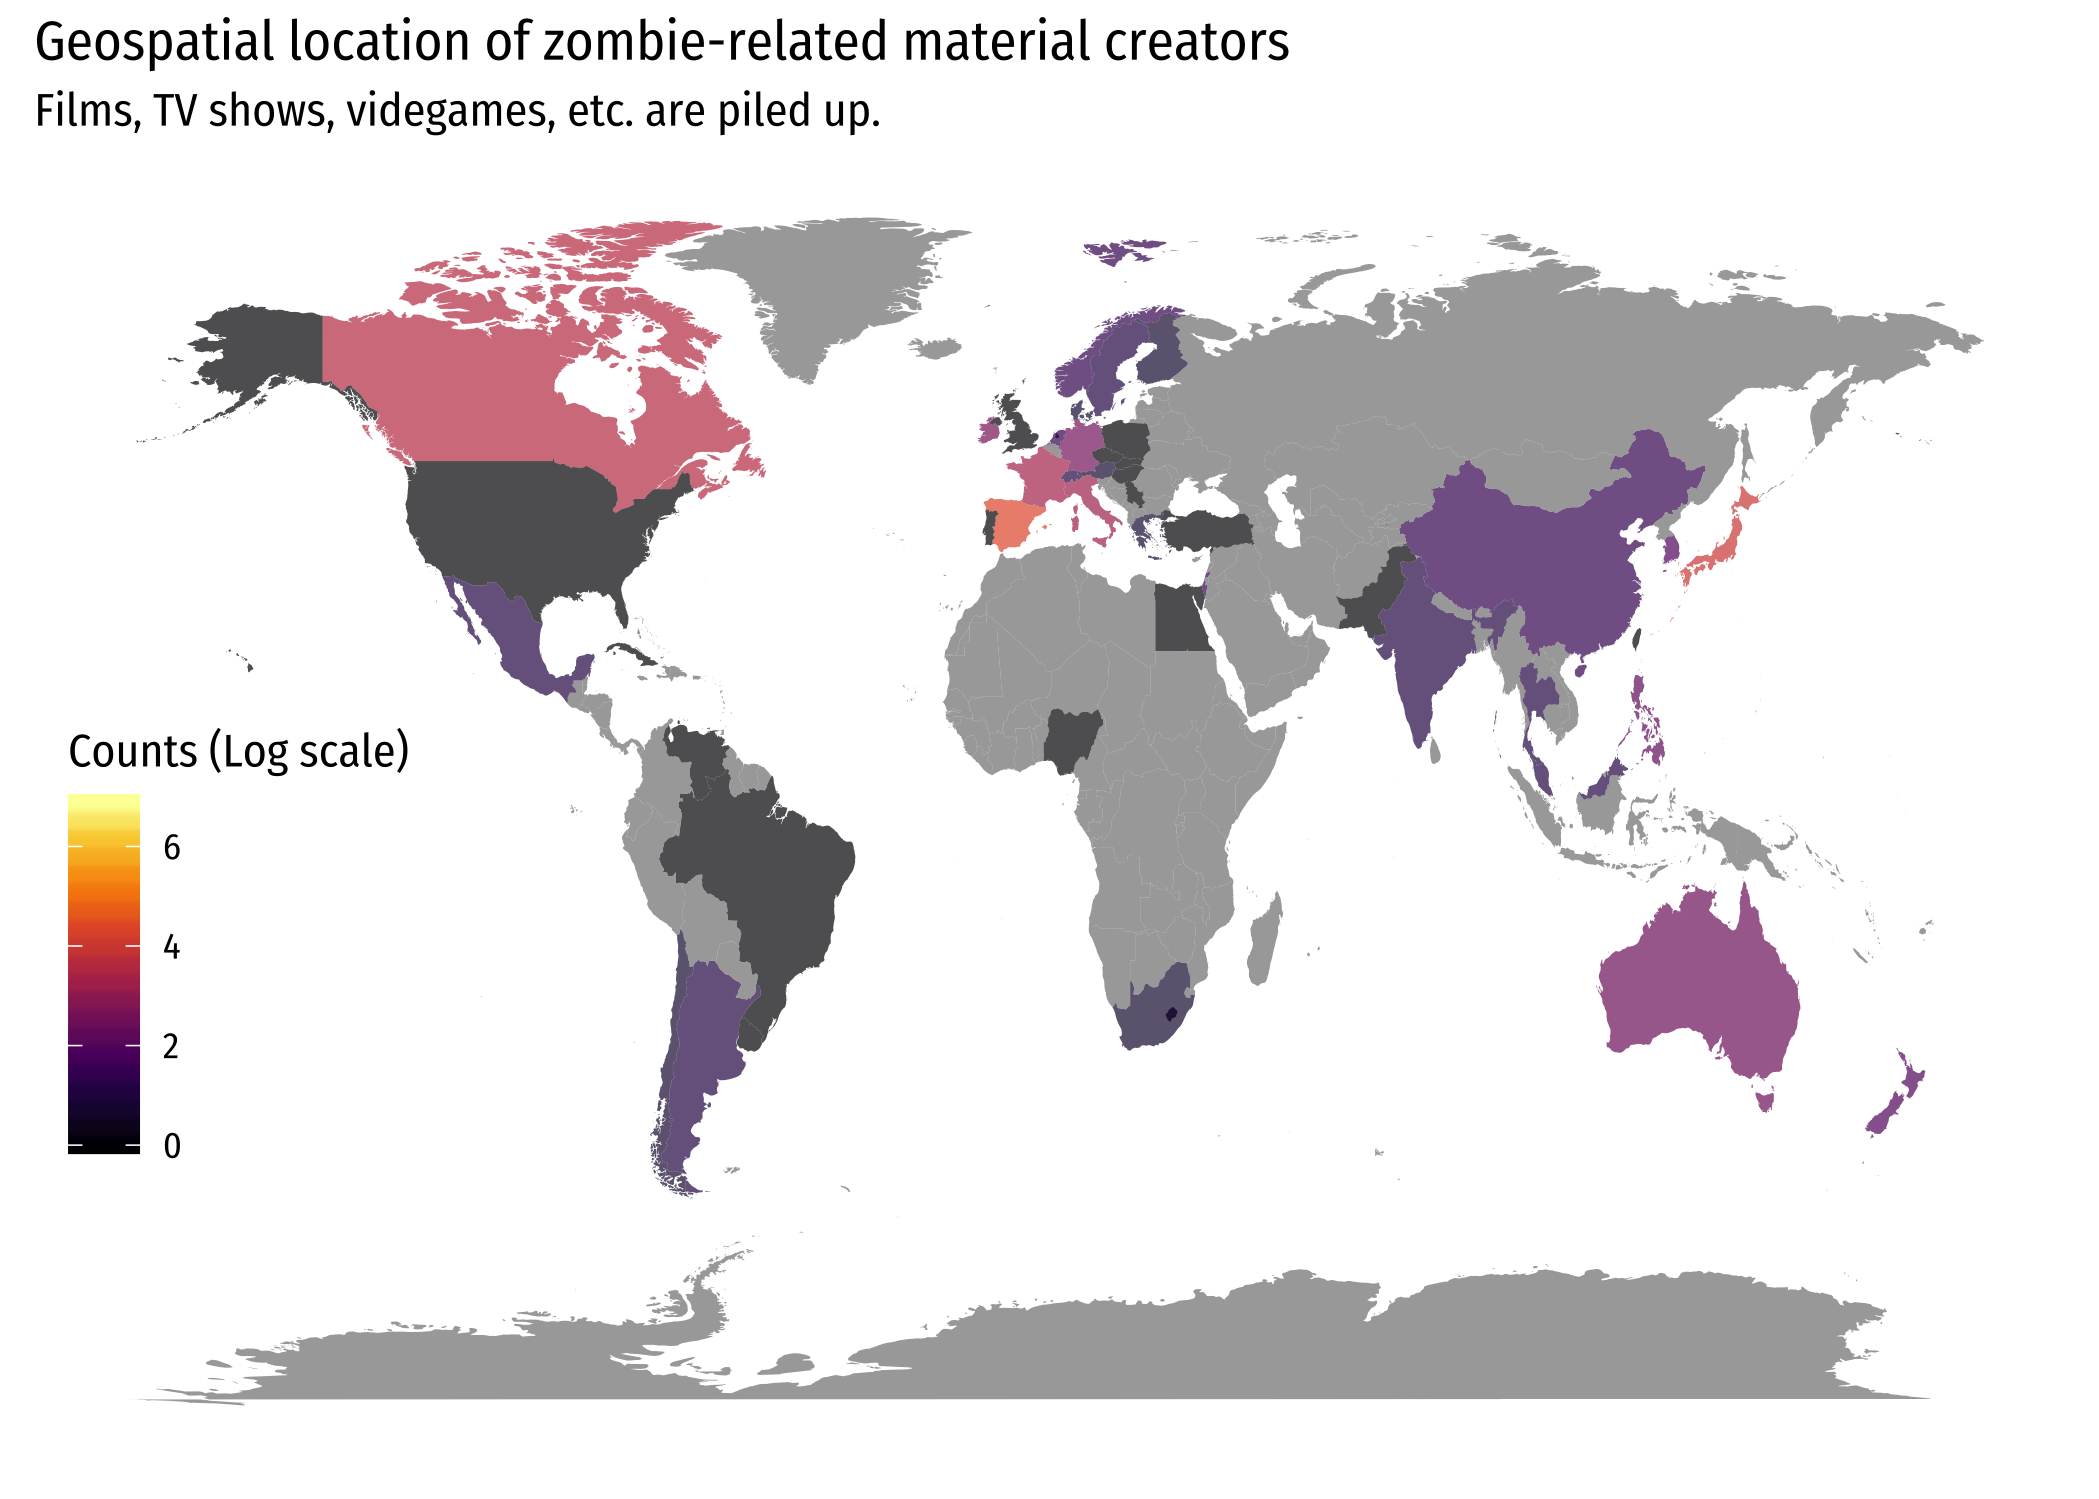 Geospatial location of zombie-related material creators
Films, TV shows, videgames, etc. are piled up.
Counts (Log scale)
6
4
2
0